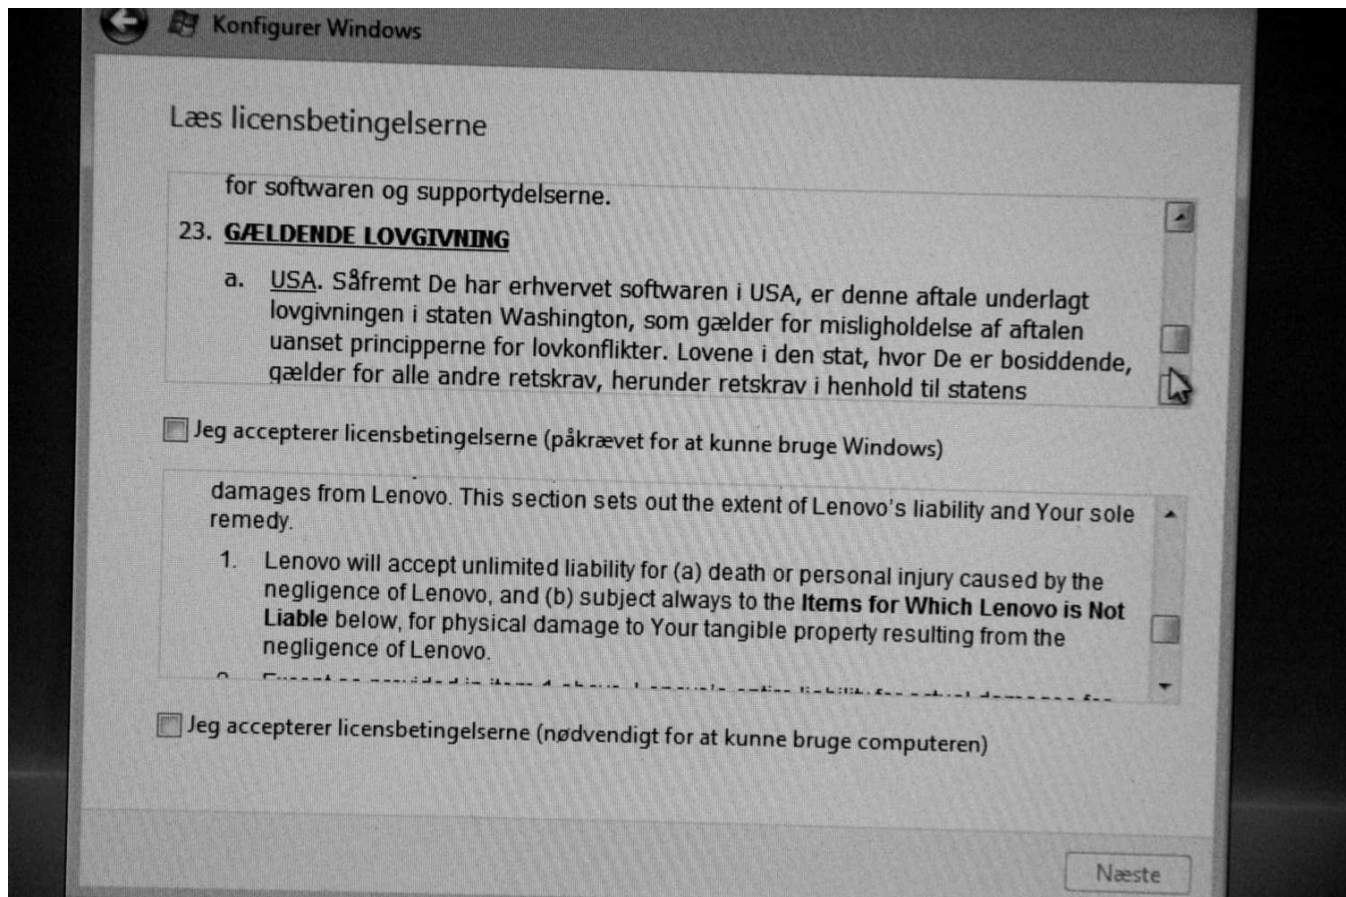 Konfigurer Windows
Læs licensbetingelserne
for softwaren og supportydelserne.
23. GÆLDENDE LOVGIVNING
a. USA. Såfremt De har erhvervet softwaren i USA, er denne aftale underlagt
lovgivningen i staten Washington, som gælder for misligholdelse af aftalen
uanset principperne for lovkonflikter. Lovene i den stat, hvor De er bosiddende,
gælder for alle andre retskrav, herunder retskrav i henhold til statens
Jeg accepterer licensbetingelserne (påkrævet for at kunne bruge Windows)
damages from Lenovo. This section sets out the extent of Lenovo's liability and Your sole
remedy.
1. Lenovo will accept unlimited liability for (a) death or personal injury caused by the
negligence of Lenovo, and (b) subject always to the Items for Which Lenovo is Not
Liable below, for physical damage to Your tangible property resulting from the
negligence of Lenovo.
Jeg accepterer licensbetingelserne (nødvendigt for at kunne bruge computeren)
Næste